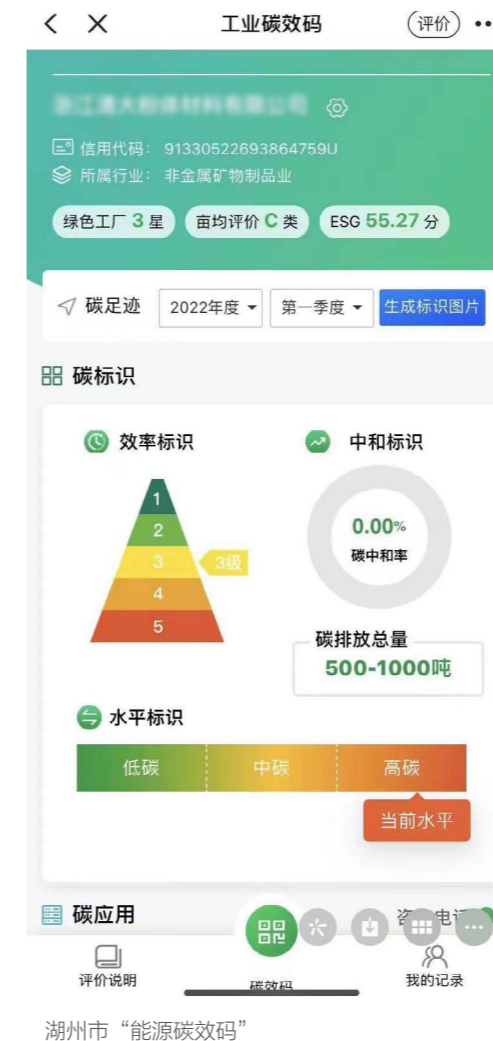 工业碳效码
评价
信用代码: 91330522693864759U
所属行业: 非金属矿物制品业
绿色工厂 3 星 亩均评价 C 类 ESG 55.27 分
碳足迹 2022年度 第一季度 生成标识图片
碳标识
效率标识 中和标识
1
2
3 3级
4
5
0.00%
碳中和率
碳排放总量
500-1000吨
水平标识
低碳 中碳 高碳
当前水平
碳应用
评价说明 碳效码 我的记录
湖州市“能源碳效码”